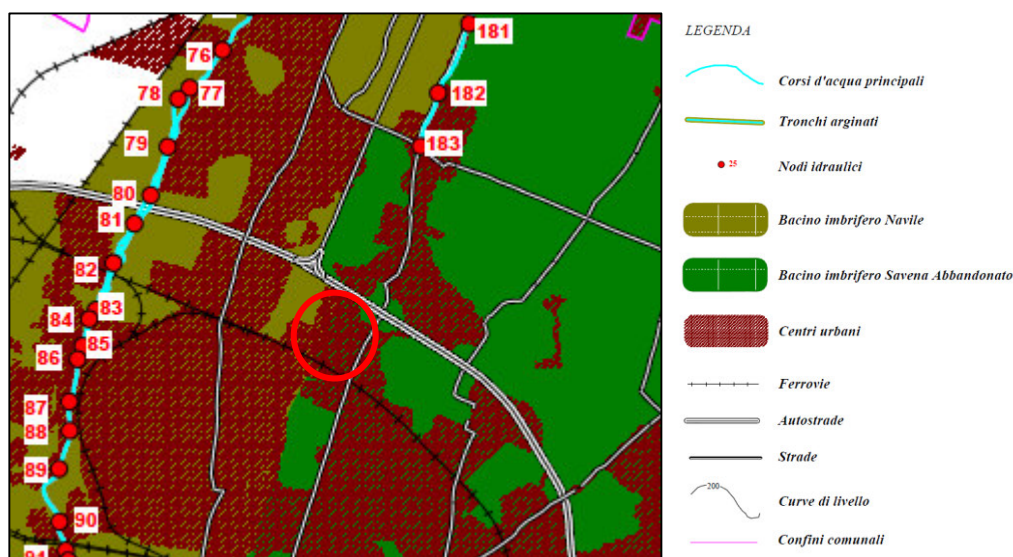 76
77
78
79
80
81
82
83
84
85
86
87
88
89
90
91
181
182
183
LEGENDA
Corsi d'acqua principali
Tronchi arginati
25
Nodi idraulici
Bacino imbrifero Navile
Bacino imbrifero Savena Abbandonato
Centri urbani
Ferrovie
Autostrade
Strade
200
Curve di livello
Confini comunali